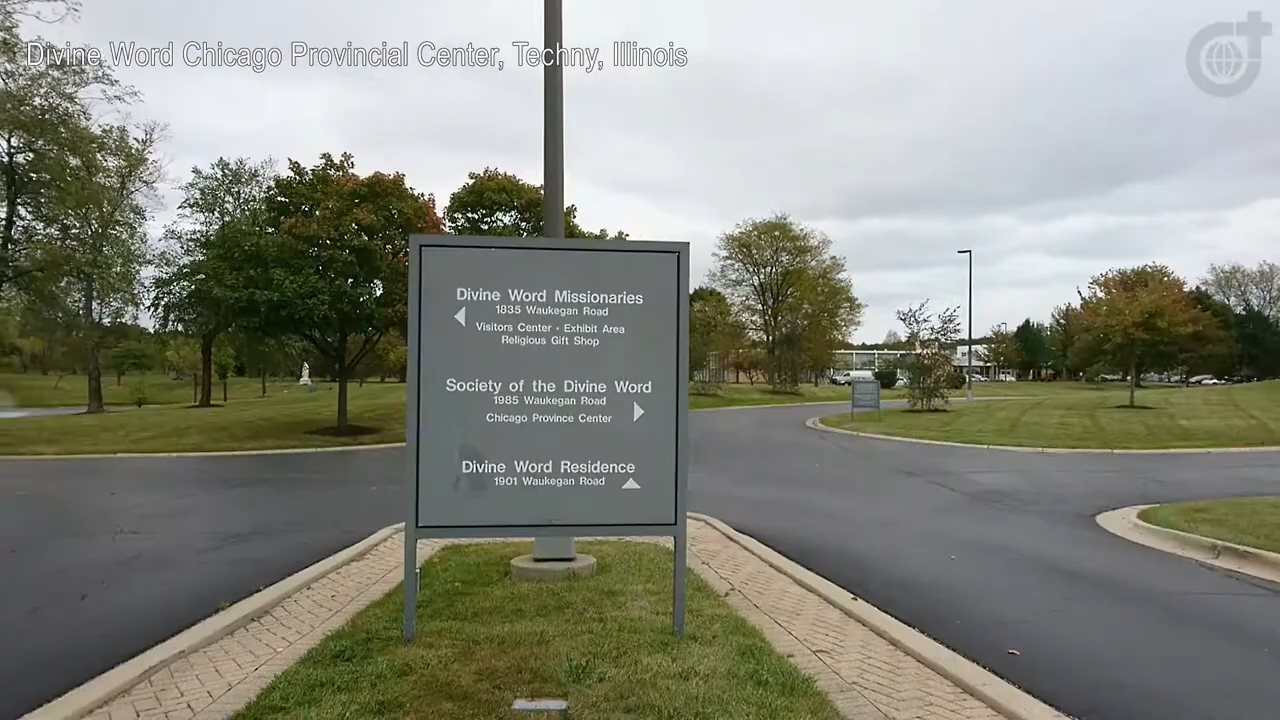 Divine Word Chicago Provincial Center, Techny, Illinois
Divine Word Missionaries
1835 Waukegan Road
Visitors Center • Exhibit Area
Religious Gift Shop
Society of the Divine Word
1985 Waukegan Road
Chicago Province Center
Divine Word Residence
1901 Waukegan Road